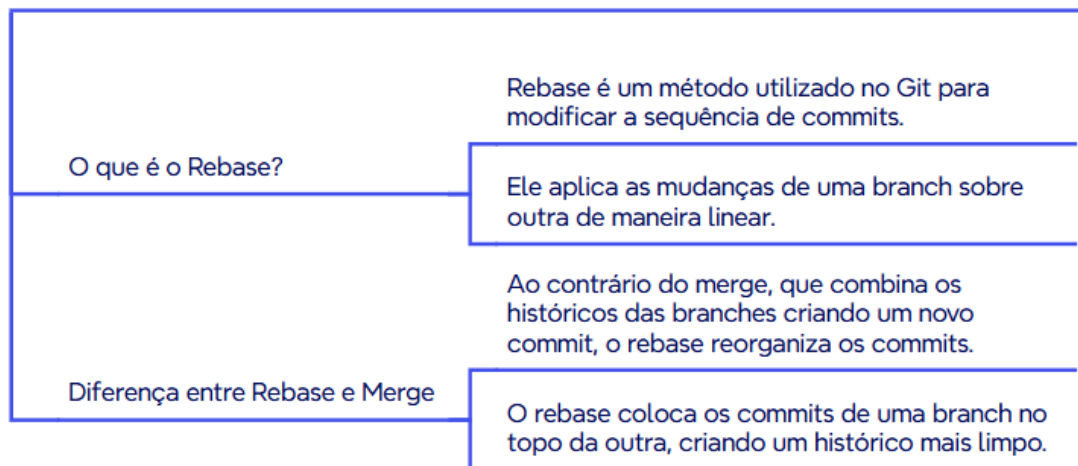 O que é o Rebase?
Rebase é um método utilizado no Git para
modificar a sequência de commits.
Ele aplica as mudanças de uma branch sobre
outra de maneira linear.
Diferença entre Rebase e Merge
Ao contrário do merge, que combina os
históricos das branches criando um novo
commit, o rebase reorganiza os commits.
O rebase coloca os commits de uma branch no
topo da outra, criando um histórico mais limpo.